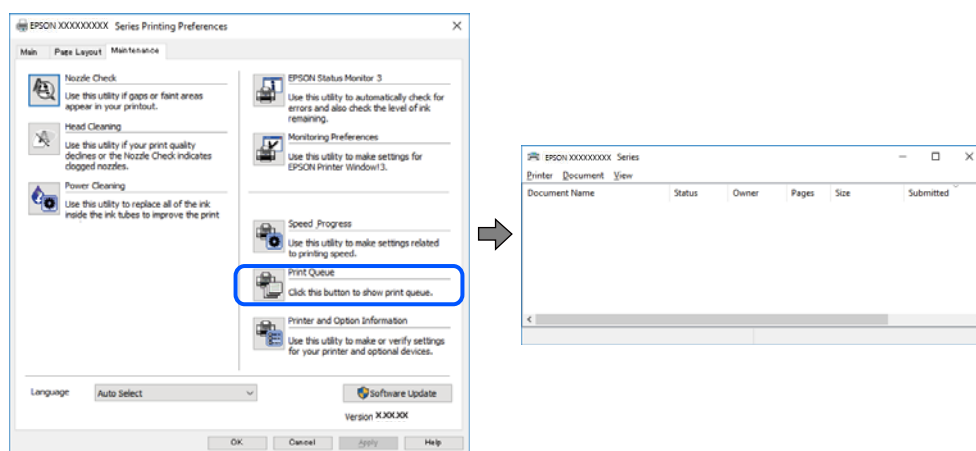 EPSON XXXXXXXXX Series Printing Preferences
Main Page Layout Maintenance
Nozzle Check
Use this utility if gaps or faint areas
appear in your printout.
Head Cleaning
Use this utility if your print quality
declines or the Nozzle Check indicates
clogged nozzles.
Power Cleaning
Use this utility to replace all of the ink
inside the ink tubes to improve the print
EPSON Status Monitor 3
Use this utility to automatically check for
errors and also check the level of ink
remaining.
Monitoring Preferences
Use this utility to make settings for
EPSON Printer Window!3.
Speed Progress
Use this utility to make settings related
to printing speed.
Print Queue
Click this button to show print queue.
Printer and Option Information
Use this utility to make or verify settings
for your printer and optional devices.
Language Auto Select
Software Update
Version X.XX.XX
OK Cancel Apply Help
EPSON XXXXXXXXX Series
Printer Document View
Document Name Status Owner Pages Size Submitted